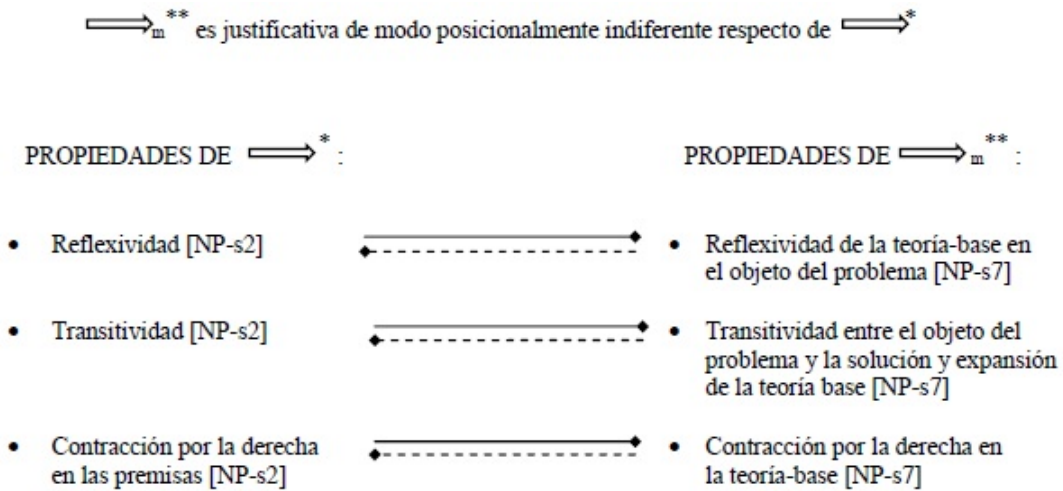 ⟹m** es justificativa de modo posicionalmente indiferente respecto de ⟹*
PROPIEDADES DE ⟹* :
PROPIEDADES DE ⟹m** :
• Reflexividad [NP-s2]
• Reflexividad de la teoría-base en
el objeto del problema [NP-s7]
• Transitividad [NP-s2]
• Transitividad entre el objeto del
problema y la solución y expansión
de la teoría base [NP-s7]
• Contracción por la derecha
en las premisas [NP-s2]
• Contracción por la derecha en
la teoría-base [NP-s7]